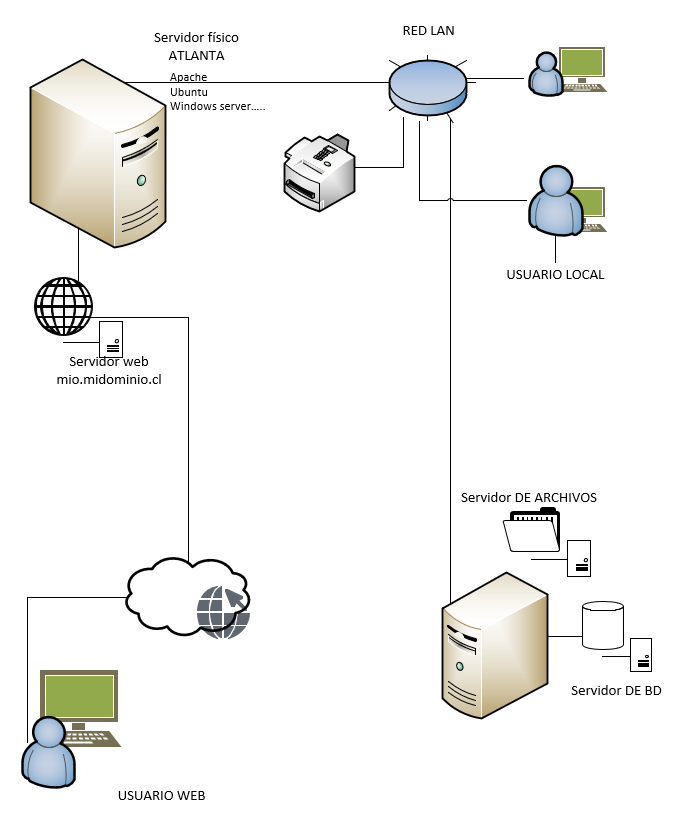 Servidor físico
ATLANTA
Apache
Ubuntu
Windows server.....
RED LAN
USUARIO LOCAL
Servidor web
mio.midominio.cl
Servidor DE ARCHIVOS
Servidor DE BD
USUARIO WEB